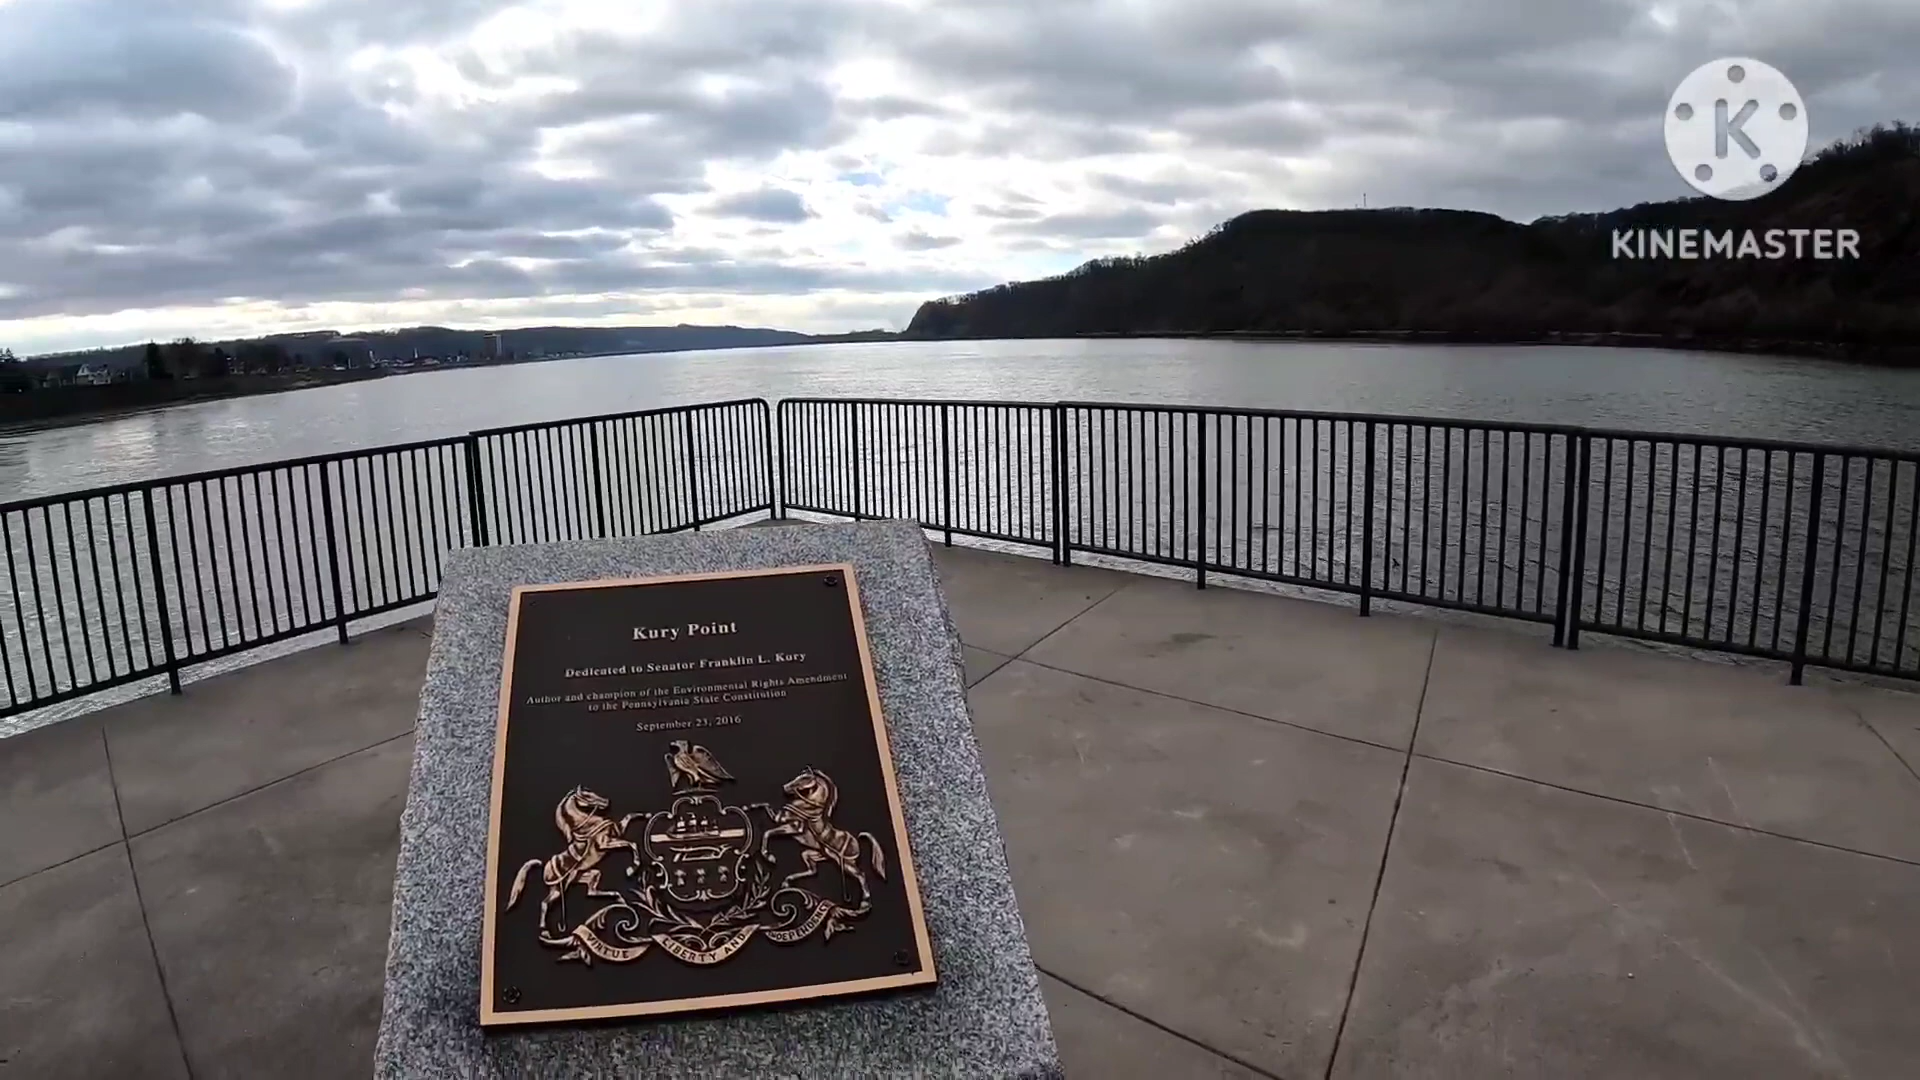 K
KINEMASTER
Kury Point
Dedicated to Senator Franklin L. Kury
Author and champion of the Environmental Rights Amendment
to the Pennsylvania State Constitution
September 23, 2016
VIRTUE LIBERTY AND INDEPENDENCE